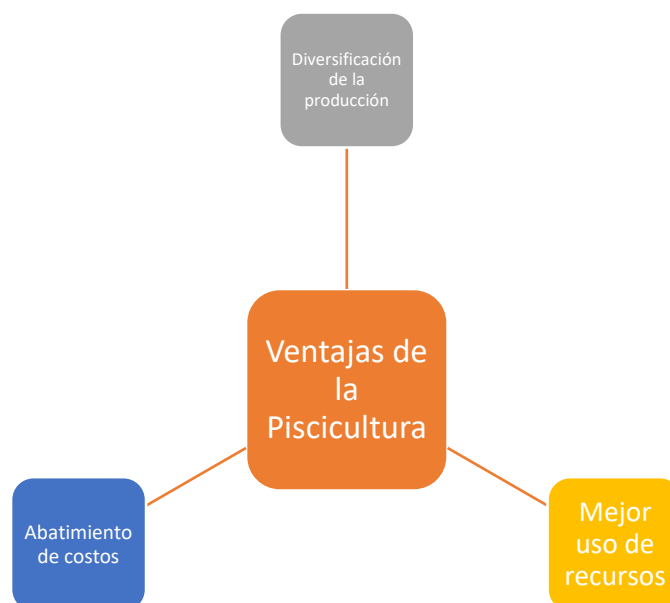 Diversificación
de la
producción
Ventajas de
la
Piscicultura
Abatimiento
de costos
Mejor
uso de
recursos